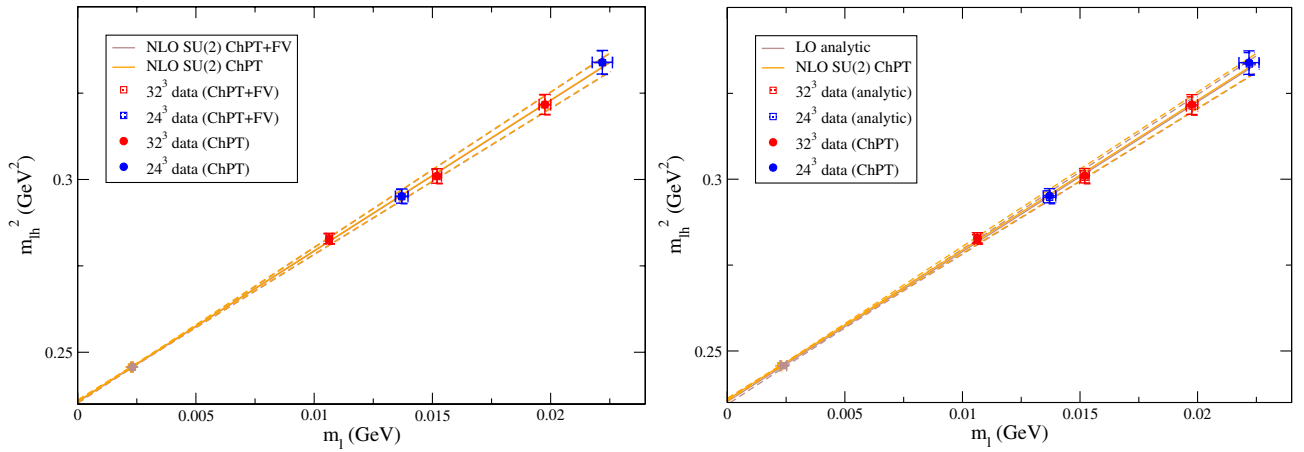 NLO SU(2) ChPT+FV
NLO SU(2) ChPT
32³ data (ChPT+FV)
24³ data (ChPT+FV)
32³ data (ChPT)
24³ data (ChPT)
0.3
0.25
m_lh² (GeV²)
0
0.005
0.01
0.015
0.02
m_l (GeV)
LO analytic
NLO SU(2) ChPT
32³ data (analytic)
24³ data (analytic)
32³ data (ChPT)
24³ data (ChPT)
0.3
0.25
m_lh² (GeV²)
0
0.005
0.01
0.015
0.02
m_l (GeV)